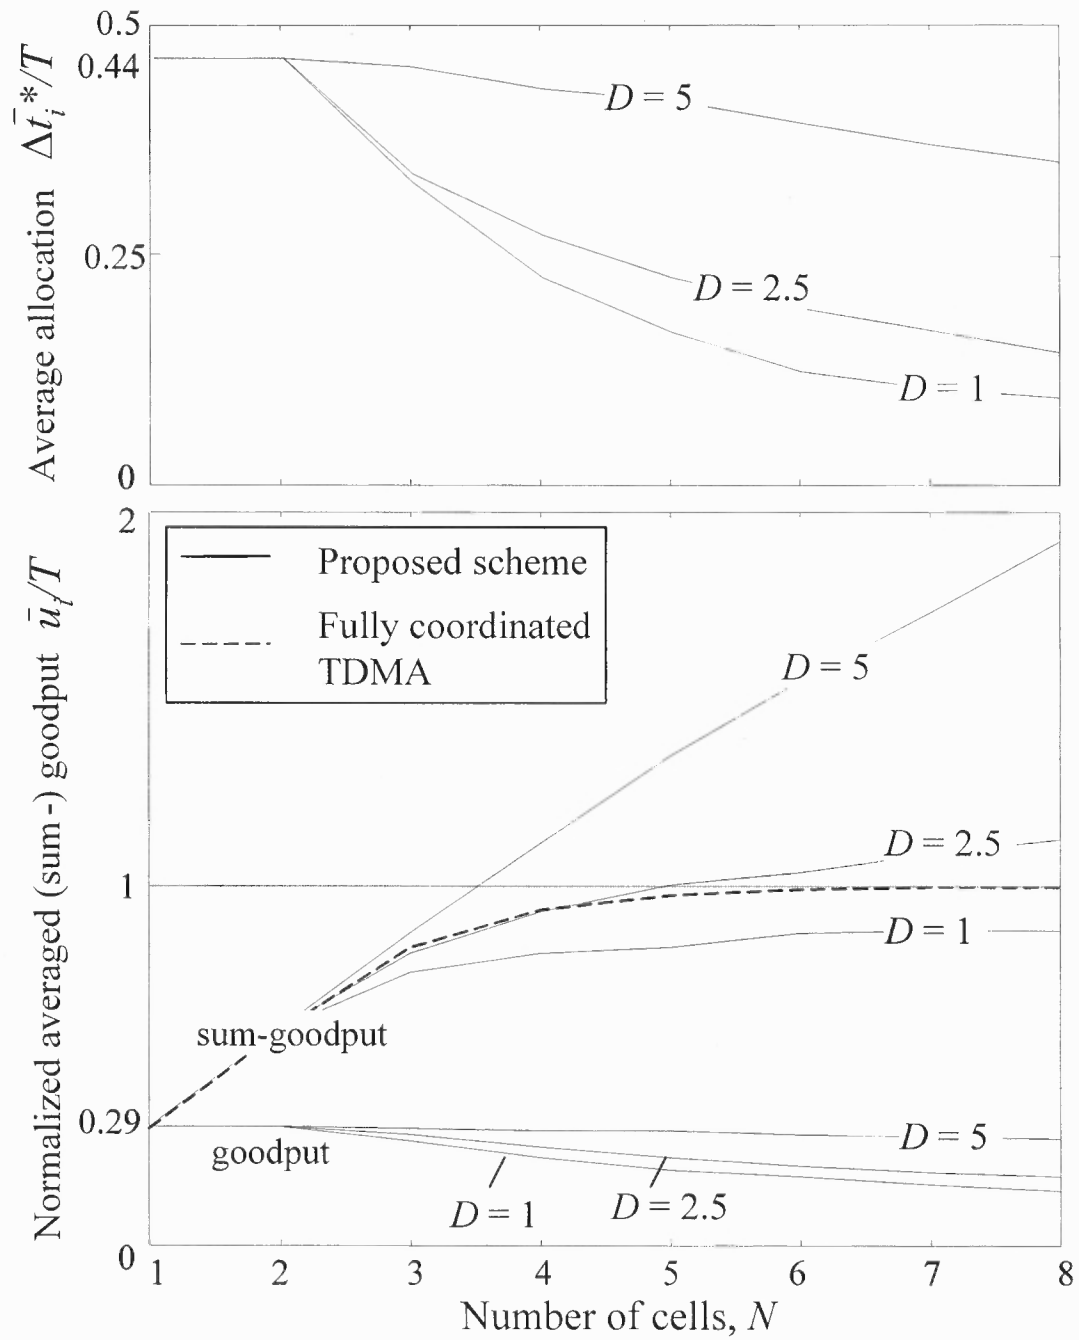 0.5
0.44
0.25
0
Average allocation Δt̄ᵢ*/T
D = 5
D = 2.5
D = 1
2
1
0.29
0
Normalized averaged (sum-) goodput ūᵢ/T
Proposed scheme
Fully coordinated
TDMA
D = 5
D = 2.5
D = 1
sum-goodput
goodput
D = 5
D = 1
D = 2.5
1 2 3 4 5 6 7 8
Number of cells, N